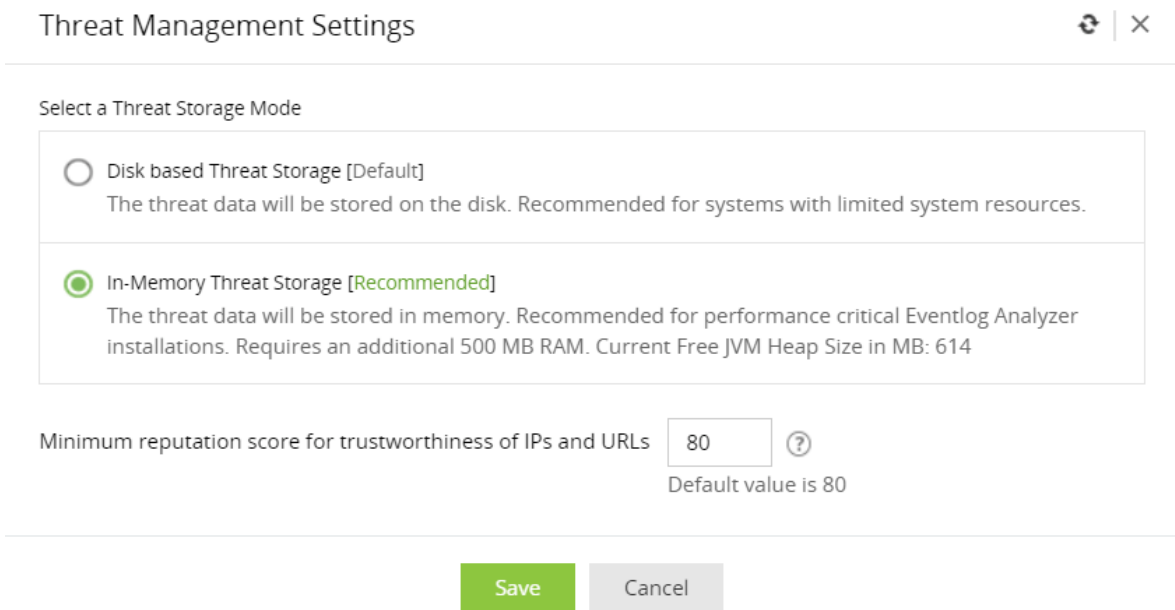 Threat Management Settings
Select a Threat Storage Mode
Disk based Threat Storage [Default]
The threat data will be stored on the disk. Recommended for systems with limited system resources.
In-Memory Threat Storage [Recommended]
The threat data will be stored in memory. Recommended for performance critical Eventlog Analyzer
installations. Requires an additional 500 MB RAM. Current Free JVM Heap Size in MB: 614
Minimum reputation score for trustworthiness of IPs and URLs 80 ?
Default value is 80
Save Cancel